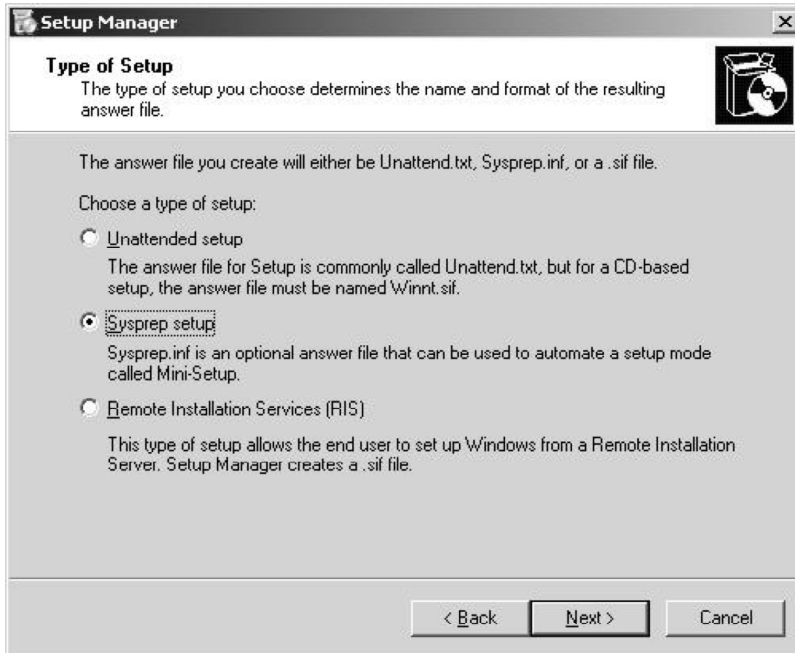 Setup Manager
Type of Setup
The type of setup you choose determines the name and format of the resulting
answer file.
The answer file you create will either be Unattend.txt, Sysprep.inf, or a .sif file.
Choose a type of setup:
Unattended setup
The answer file for Setup is commonly called Unattend.txt, but for a CD-based
setup, the answer file must be named Winnt.sif.
Sysprep setup
Sysprep.inf is an optional answer file that can be used to automate a setup mode
called Mini-Setup.
Remote Installation Services (RIS)
This type of setup allows the end user to set up Windows from a Remote Installation
Server. Setup Manager creates a .sif file.
< Back Next > Cancel